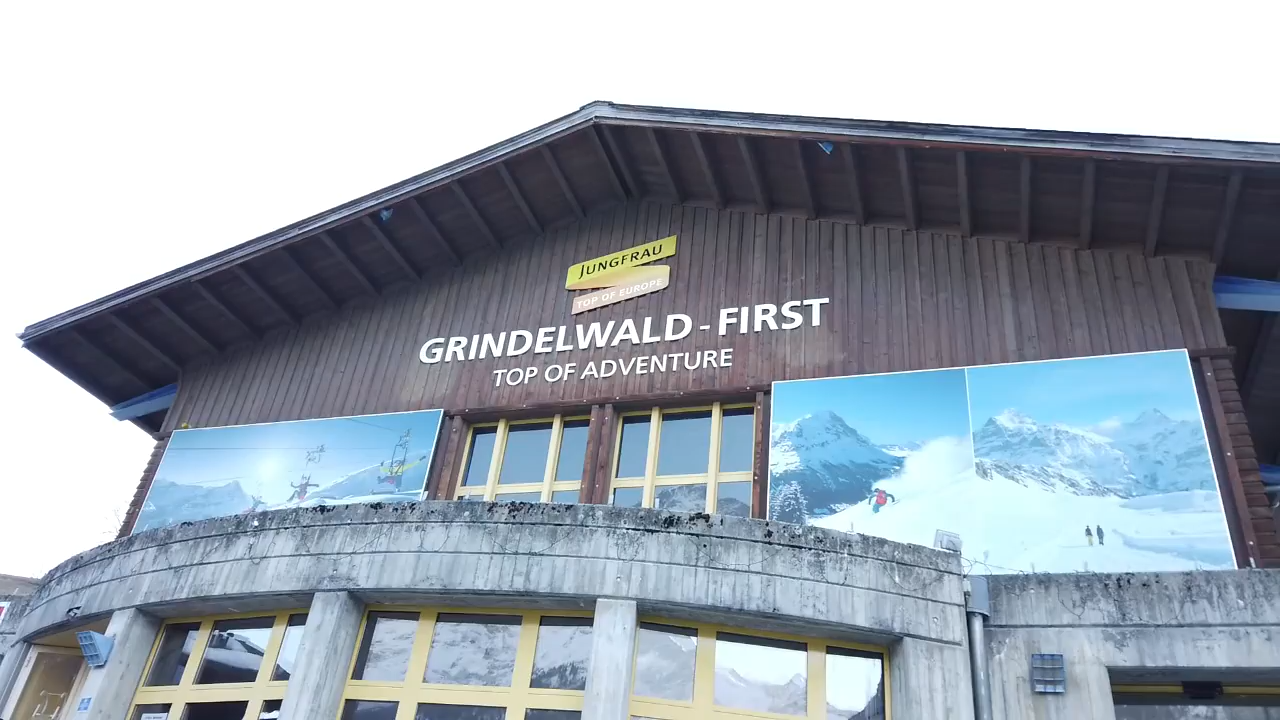 JUNGFRAU
TOP OF EUROPE
GRINDELWALD - FIRST
TOP OF ADVENTURE